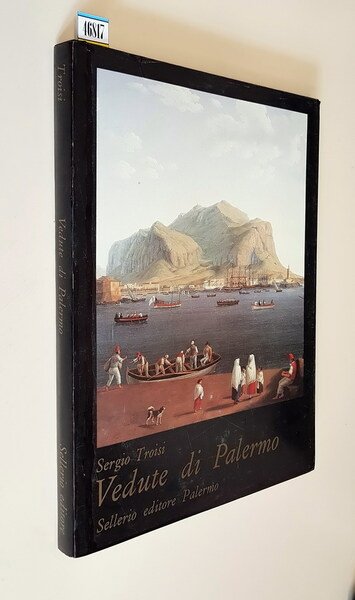 46817
Troisi
Vedute di Palermo
Sellerio editore
Sergio Troisi
Vedute di Palermo
Sellerio editore Palermo